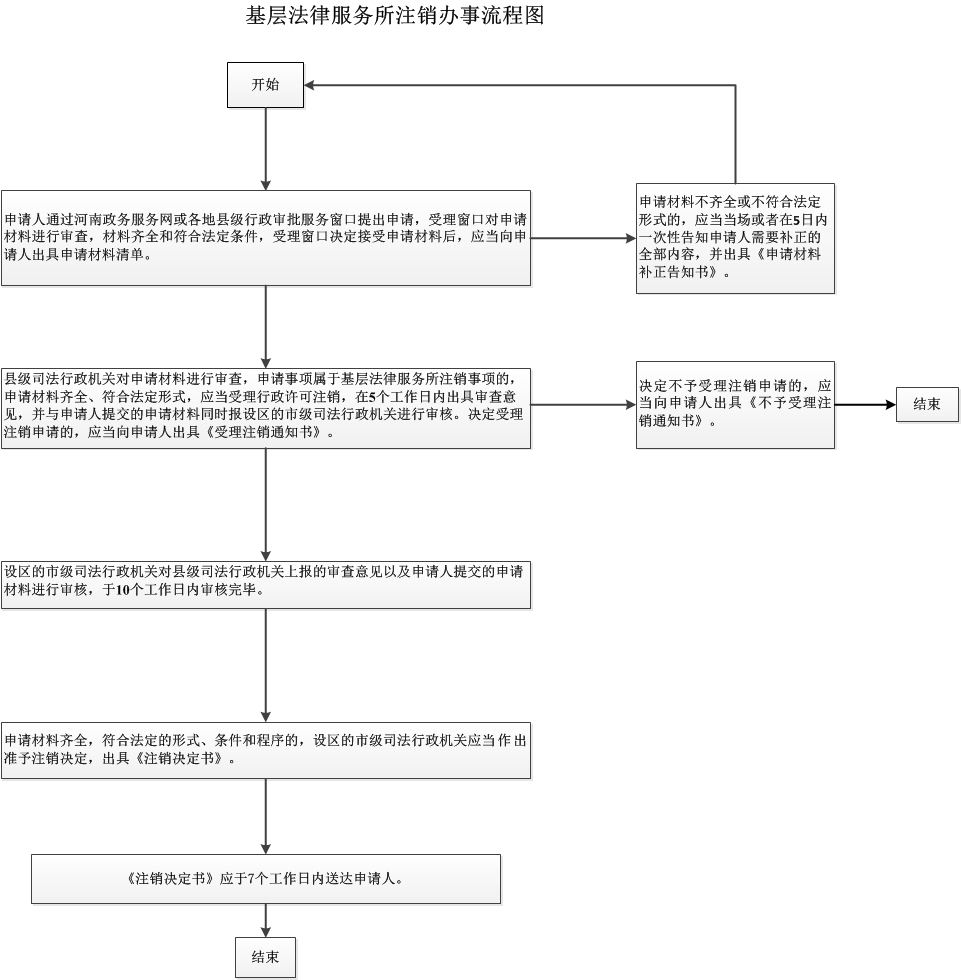 基层法律服务所注销办事流程图
开始
申请人通过河南政务服务网或各地县级行政审批服务窗口提出申请，受理窗口对申请
材料进行审查，材料齐全和符合法定条件，受理窗口决定接受申请材料后，应当向申
请人出具申请材料清单。
申请材料不齐全或不符合法定
形式的，应当当场或者在5日内
一次性告知申请人需要补正的
全部内容，并出具《申请材料
补正告知书》。
县级司法行政机关对申请材料进行审查，申请事项属于基层法律服务所注销事项的，
申请材料齐全、符合法定形式，应当受理行政许可注销，在5个工作日内出具审查意
见，并与申请人提交的申请材料同时报设区的市级司法行政机关进行审核。决定受理
注销申请的，应当向申请人出具《受理注销通知书》。
决定不予受理注销申请的，应
当向申请人出具《不予受理注
销通知书》。
结束
设区的市级司法行政机关对县级司法行政机关上报的审查意见以及申请人提交的申请
材料进行审核，于10个工作日内审核完毕。
申请材料齐全，符合法定的形式、条件和程序的，设区的市级司法行政机关应当作出
准予注销决定，出具《注销决定书》。
《注销决定书》应于7个工作日内送达申请人。
结束